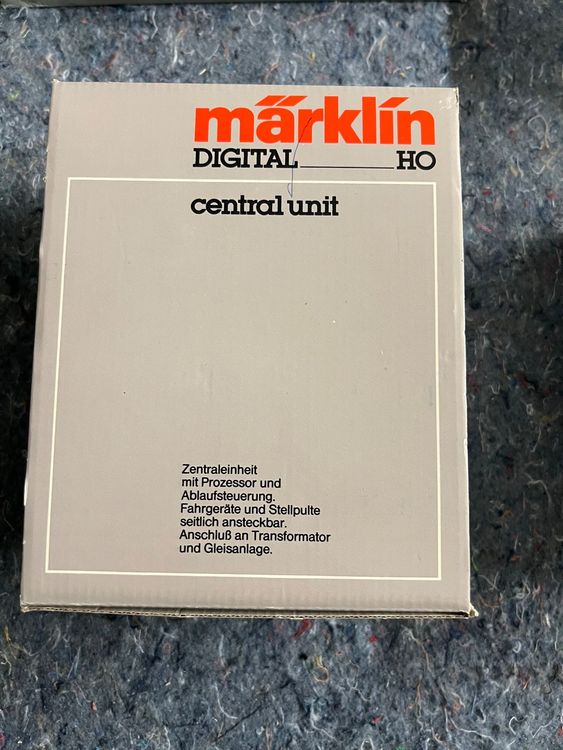 märklin
DIGITAL HO
central unit
Zentraleinheit
mit Prozessor und
Ablaufsteuerung.
Fahrgeräte und Stellpulte
seitlich ansteckbar.
Anschluß an Transformator
und Gleisanlage.